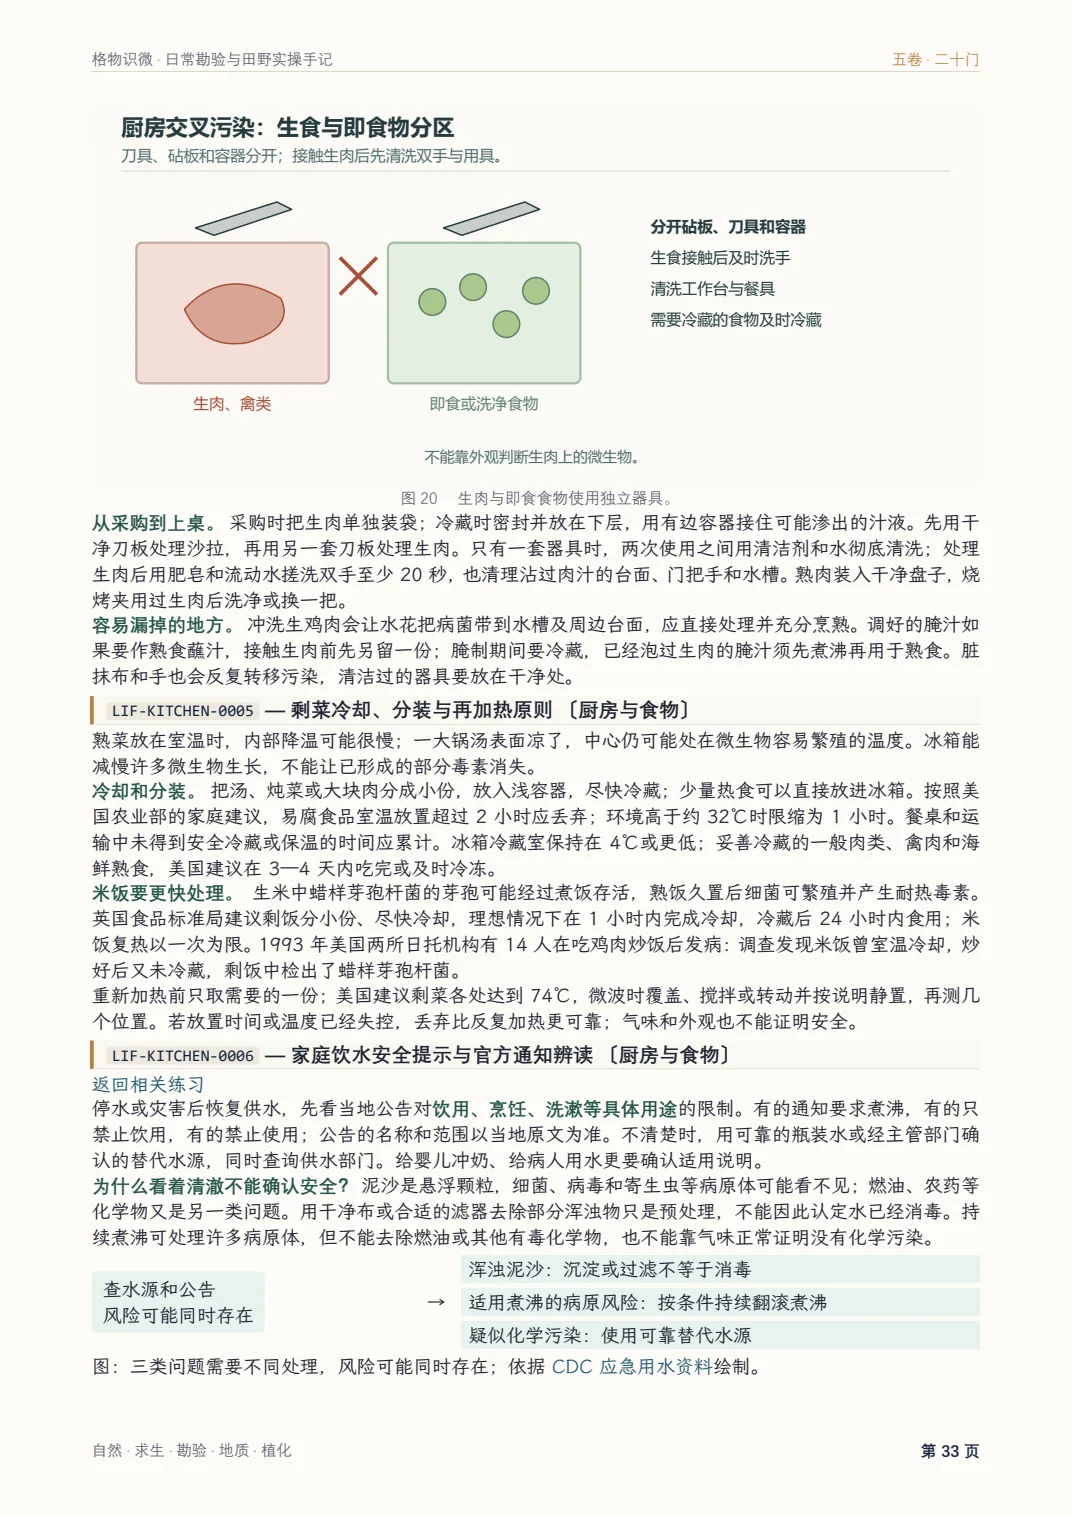 格物识微 · 日常勘验与田野实操手记
五卷 · 二十门
厨房交叉污染：生食与即食物分区
刀具、砧板和容器分开；接触生肉后先清洗双手与用具。
分开砧板、刀具和容器
生食接触后及时洗手
清洗工作台与餐具
需要冷藏的食物及时冷藏
生肉、禽类
即食或洗净食物
不能靠外观判断生肉上的微生物。
图 20 生肉与即食食物使用独立器具。
从采购到上桌。 采购时把生肉单独装袋；冷藏时密封并放在下层，用有边容器接住可能渗出的汁液。先用干
净刀板处理沙拉，再用另一套刀板处理生肉。只有一套器具时，两次使用之间用清洁剂和水彻底清洗；处理
生肉后用肥皂和流动水搓洗双手至少 20 秒，也清理沾过肉汁的台面、门把手和水槽。熟肉装入干净盘子，烧
烤夹用过生肉后洗净或换一把。
容易漏掉的地方。 冲洗生鸡肉会让水花把病菌带到水槽及周边台面，应直接处理并充分烹熟。调好的腌汁如
果要作熟食蘸汁，接触生肉前先另留一份；腌制期间要冷藏，已经泡过生肉的腌汁须先煮沸再用于熟食。脏
抹布和手也会反复转移污染，清洁过的器具要放在干净处。
LIF-KITCHEN-0005 — 剩菜冷却、分装与再加热原则 〔厨房与食物〕
熟菜放在室温时，内部降温可能很慢；一大锅汤表面凉了，中心仍可能处在微生物容易繁殖的温度。冰箱能
减慢许多微生物生长，不能让已形成的部分毒素消失。
冷却和分装。 把汤、炖菜或大块肉分成小份，放入浅容器，尽快冷藏；少量热食可以直接放进冰箱。按照美
国农业部的家庭建议，易腐食品室温放置超过 2 小时应丢弃；环境高于约 32℃时限缩为 1 小时。餐桌和运
输中未得到安全冷藏或保温的时间应累计。冰箱冷藏室保持在 4℃或更低；妥善冷藏的一般肉类、禽肉和海
鲜熟食，美国建议在 3—4 天内吃完或及时冷冻。
米饭要更快处理。 生米中蜡样芽孢杆菌的芽孢可能经过煮饭存活，熟饭久置后细菌可繁殖并产生耐热毒素。
英国食品标准局建议剩饭分小份、尽快冷却，理想情况下在 1 小时内完成冷却，冷藏后 24 小时内食用；米
饭复热以一次为限。1993 年美国两所日托机构有 14 人在吃鸡肉炒饭后发病：调查发现米饭曾室温冷却，炒
好后又未冷藏，剩饭中检出了蜡样芽孢杆菌。
重新加热前只取需要的一份；美国建议剩菜各处达到 74℃，微波时覆盖、搅拌或转动并按说明静置，再测几
个位置。若放置时间或温度已经失控，丢弃比反复加热更可靠；气味和外观也不能证明安全。
LIF-KITCHEN-0006 — 家庭饮水安全提示与官方通知辨读 〔厨房与食物〕
返回相关练习
停水或灾害后恢复供水，先看当地公告对饮用、烹饪、洗漱等具体用途的限制。有的通知要求煮沸，有的只
禁止饮用，有的禁止使用；公告的名称和范围以当地原文为准。不清楚时，用可靠的瓶装水或经主管部门确
认的替代水源，同时查询供水部门。给婴儿冲奶、给病人用水更要确认适用说明。
为什么看着清澈不能确认安全？ 泥沙是悬浮颗粒，细菌、病毒和寄生虫等病原体可能看不见；燃油、农药等
化学物又是另一类问题。用干净布或合适的滤器去除部分浑浊物只是预处理，不能因此认定水已经消毒。持
续煮沸可处理许多病原体，但不能去除燃油或其他有毒化学物，也不能靠气味正常证明没有化学污染。
查水源和公告
风险可能同时存在
→
浑浊泥沙：沉淀或过滤不等于消毒
适用煮沸的病原风险：按条件持续翻滚煮沸
疑似化学污染：使用可靠替代水源
图：三类问题需要不同处理，风险可能同时存在；依据 CDC 应急用水资料绘制。
自然 · 求生 · 勘验 · 地质 · 植化
第 33 页